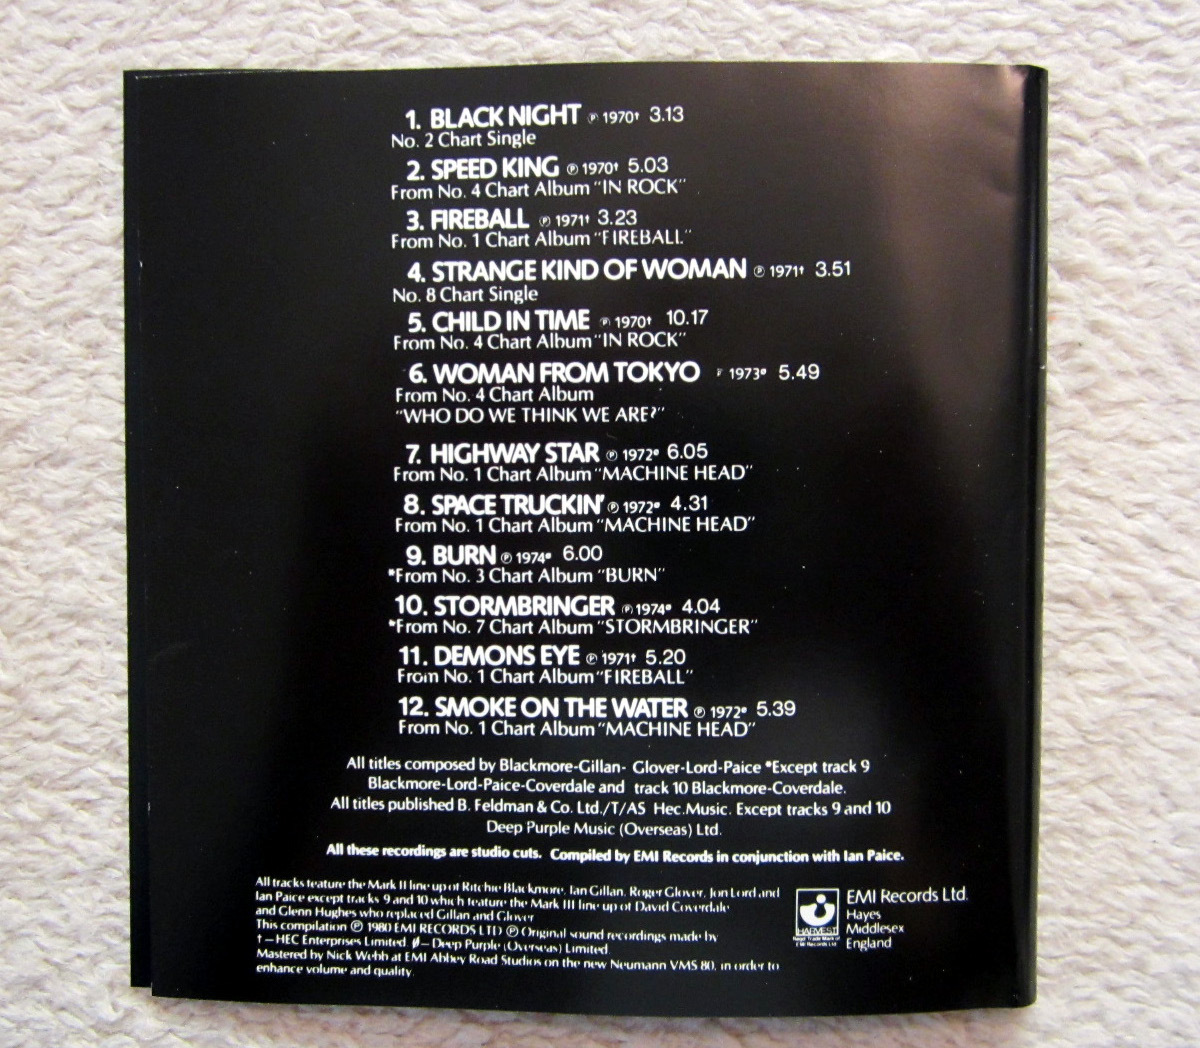 1. BLACK NIGHT ℗ 1970† 3.13
No. 2 Chart Single
2. SPEED KING ℗ 1970† 5.03
From No. 4 Chart Album "IN ROCK"
3. FIREBALL ℗ 1971† 3.23
From No. 1 Chart Album "FIREBALL"
4. STRANGE KIND OF WOMAN ℗ 1971† 3.51
No. 8 Chart Single
5. CHILD IN TIME ℗ 1970† 10.17
From No. 4 Chart Album "IN ROCK"
6. WOMAN FROM TOKYO ℗ 1973ø 5.49
From No. 4 Chart Album
"WHO DO WE THINK WE ARE?"
7. HIGHWAY STAR ℗ 1972ø 6.05
From No. 1 Chart Album "MACHINE HEAD"
8. SPACE TRUCKIN' ℗ 1972ø 4.31
From No. 1 Chart Album "MACHINE HEAD"
9. BURN ℗ 1974ø 6.00
*From No. 3 Chart Album "BURN"
10. STORMBRINGER ℗ 1974ø 4.04
*From No. 7 Chart Album "STORMBRINGER"
11. DEMONS EYE ℗ 1971† 5.20
From No. 1 Chart Album "FIREBALL"
12. SMOKE ON THE WATER ℗ 1972ø 5.39
From No. 1 Chart Album "MACHINE HEAD"
All titles composed by Blackmore-Gillan- Glover-Lord-Paice *Except track 9
Blackmore-Lord-Paice-Coverdale and track 10 Blackmore-Coverdale.
All titles published B. Feldman & Co. Ltd./T/AS Hec.Music. Except tracks 9 and 10
Deep Purple Music (Overseas) Ltd.
All these recordings are studio cuts. Compiled by EMI Records in conjunction with Ian Paice.
All tracks feature the Mark II line up of Ritchie Blackmore, Ian Gillan, Roger Glover, Jon Lord and
Ian Paice except tracks 9 and 10 which feature the Mark III line up of David Coverdale
and Glenn Hughes who replaced Gillan and Glover
This compilation ℗ 1980 EMI RECORDS LTD ℗ Original sound recordings made by
† – HEC Enterprises Limited. ø – Deep Purple (Overseas) Limited
Mastered by Nick Webb at EMI Abbey Road Studios on the new Neumann VMS 80, in order to
enhance volume and quality.
HARVEST
Regd Trade Mark of
EMI Records Ltd
EMI Records Ltd.
Hayes
Middlesex
England